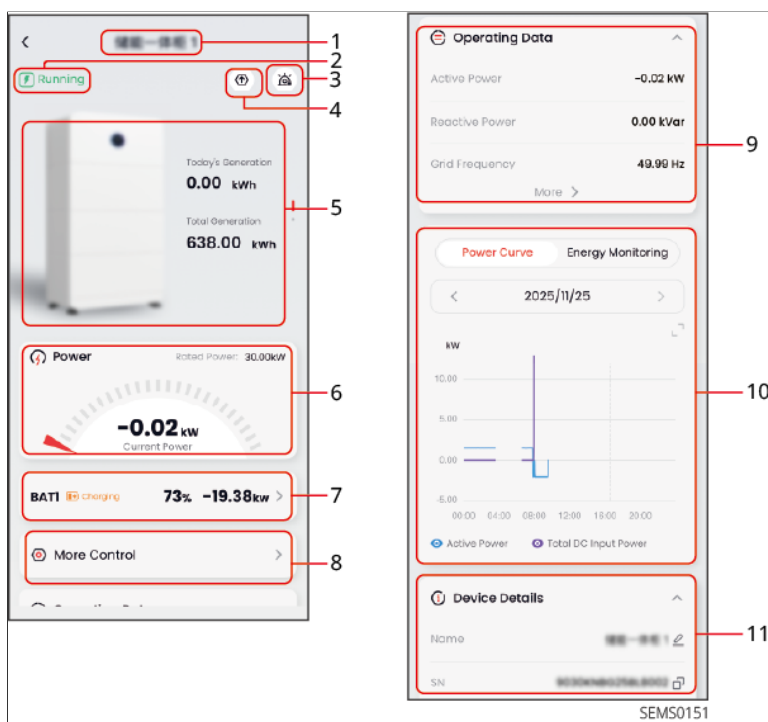 1
2
Running
3
4
Today's Generation
0.00 kWh
Total Generation
638.00 kWh
5
Power
Rated Power: 30.00kW
-0.02 kW
Current Power
6
BAT1 Charging 73% -19.38kw
7
More Control
8
Operating Data
Active Power -0.02 kW
Reactive Power 0.00 kVar
Grid Frequency 49.99 Hz
More
9
Power Curve Energy Monitoring
2025/11/25
kW
10.00
5.00
0.00
-5.00
00:00 04:00 08:00 12:00 16:00 20:00
Active Power Total DC Input Power
10
Device Details
Name
SN
11
SEMS0151